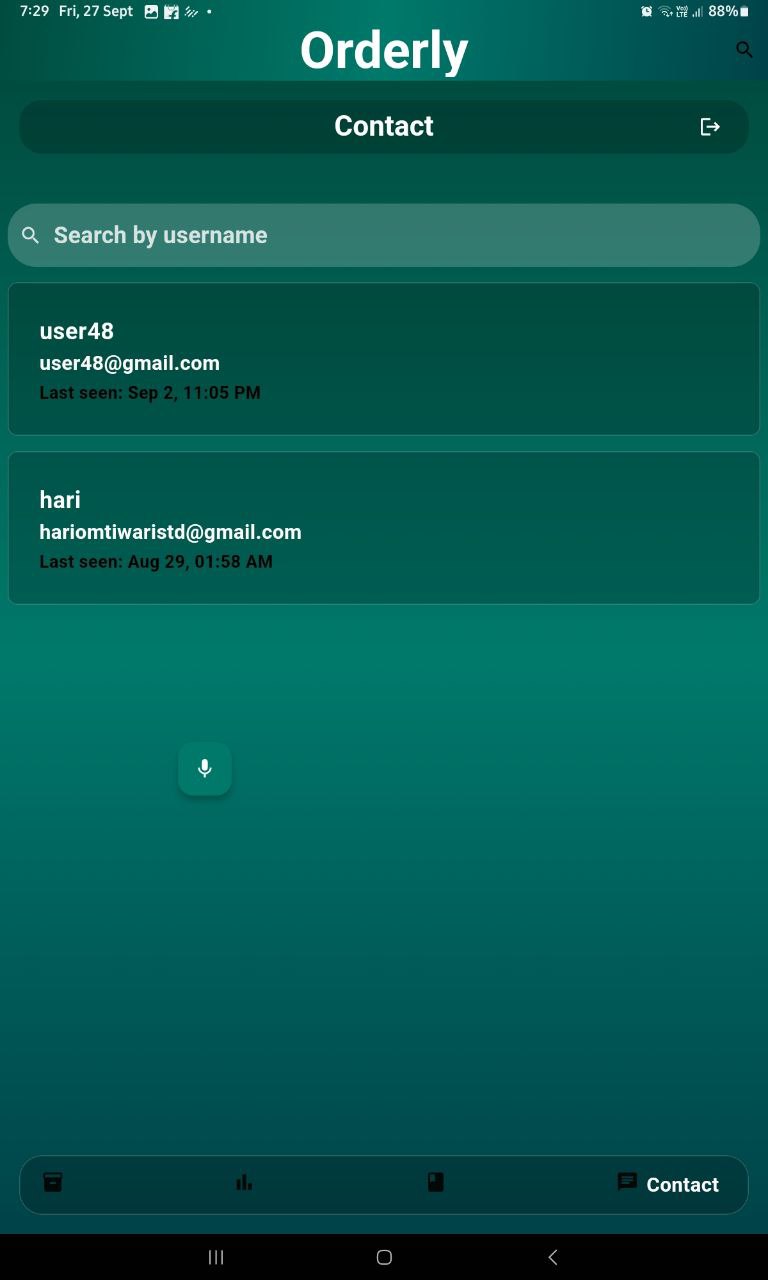 7:29 Fri, 27 Sept 88%
Orderly
Contact
Search by username
user48
user48@gmail.com
Last seen: Sep 2, 11:05 PM
hari
hariomtiwaristd@gmail.com
Last seen: Aug 29, 01:58 AM
Contact